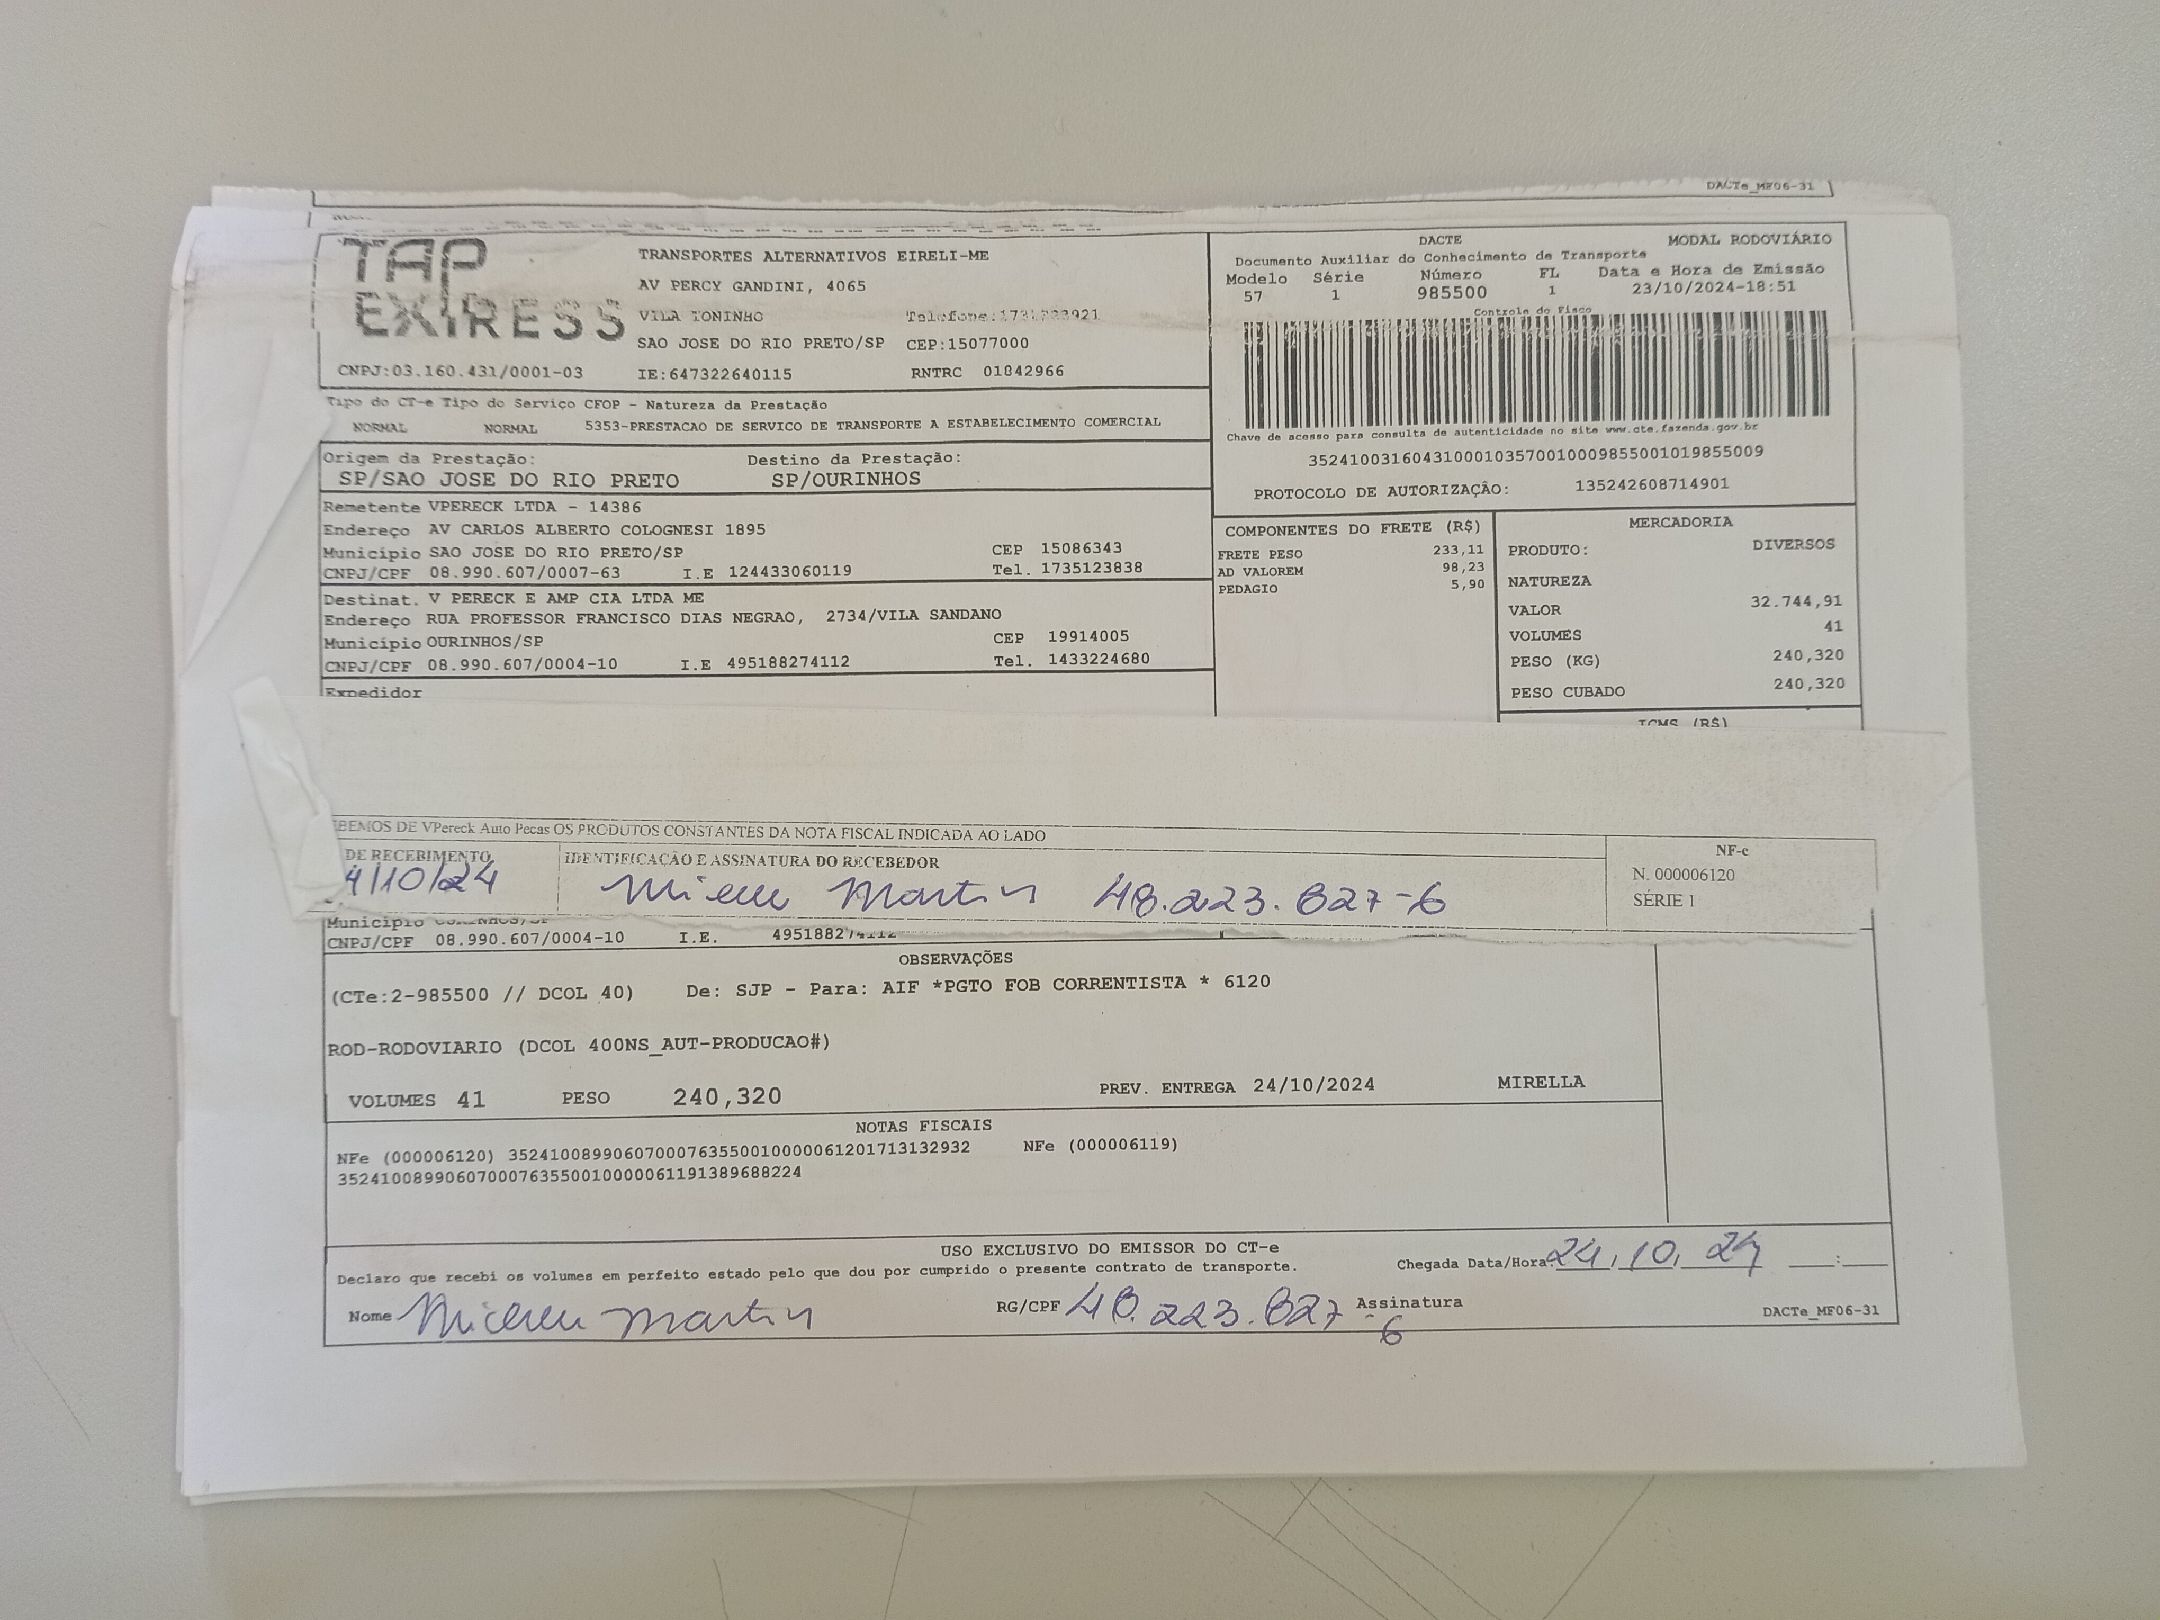 DACTe_MF06-31
TAP EXPRESS
TRANSPORTES ALTERNATIVOS EIRELI-ME
AV PERCY GANDINI, 4065
VILA TONINHO
SAO JOSE DO RIO PRETO/SP CEP:15077000
CNPJ:03.160.431/0001-03 IE:647322640115 RNTRC 01842966
DACTE MODAL RODOVIÁRIO
Documento Auxiliar do Conhecimento de Transporte
Modelo Série Número FL Data e Hora de Emissão
57 1 985500 1 23/10/2024-18:51
Controle do Fisco
Chave de acesso para consulta de autenticidade no site www.cte.fazenda.gov.br
35241003160431000103570010009855001019855009
PROTOCOLO DE AUTORIZAÇÃO: 135242608714901
Tipo do CT-e Tipo do Serviço CFOP - Natureza da Prestação
NORMAL NORMAL 5353-PRESTACAO DE SERVICO DE TRANSPORTE A ESTABELECIMENTO COMERCIAL
Origem da Prestação: Destino da Prestação:
SP/SAO JOSE DO RIO PRETO SP/OURINHOS
Remetente VPERECK LTDA - 14386
Endereço AV CARLOS ALBERTO COLOGNESI 1895
Município SAO JOSE DO RIO PRETO/SP CEP 15086343
CNPJ/CPF 08.990.607/0007-63 I.E 124433060119 Tel. 1735123838
Destinat. V PERECK E AMP CIA LTDA ME
Endereço RUA PROFESSOR FRANCISCO DIAS NEGRAO, 2734/VILA SANDANO
Município OURINHOS/SP CEP 19914005
CNPJ/CPF 08.990.607/0004-10 I.E 495188274112 Tel. 1433224680
Expedidor
COMPONENTES DO FRETE (R$)
FRETE PESO 233,11
AD VALOREM 98,23
PEDAGIO 5,90
MERCADORIA
PRODUTO: DIVERSOS
NATUREZA
VALOR 32.744,91
VOLUMES 41
PESO (KG) 240,320
PESO CUBADO 240,320
ICMS (R$)
EBEMOS DE VPereck Auto Pecas OS PRODUTOS CONSTANTES DA NOTA FISCAL INDICADA AO LADO
DE RECEBIMENTO IDENTIFICAÇÃO E ASSINATURA DO RECEBEDOR
4/10/24 Martin 48.223.827-6
NF-e
N. 000006120
SÉRIE 1
Município OURINHOS/SP
CNPJ/CPF 08.990.607/0004-10 I.E. 495188274112
OBSERVAÇÕES
(CTe:2-985500 // DCOL 40) De: SJP - Para: AIF *PGTO FOB CORRENTISTA * 6120
ROD-RODOVIARIO (DCOL 400NS_AUT-PRODUCAO#)
VOLUMES 41 PESO 240,320 PREV. ENTREGA 24/10/2024 MIRELLA
NOTAS FISCAIS
NFe (000006120) 35241008990607000763550010000061201713132932 NFe (000006119)
35241008990607000763550010000061191389688224
USO EXCLUSIVO DO EMISSOR DO CT-e
Declaro que recebi os volumes em perfeito estado pelo que dou por cumprido o presente contrato de transporte.
Chegada Data/Hora: 24, 10, 24 ____:____
Nome Martin RG/CPF 48.223.827-6 Assinatura
DACTe_MF06-31